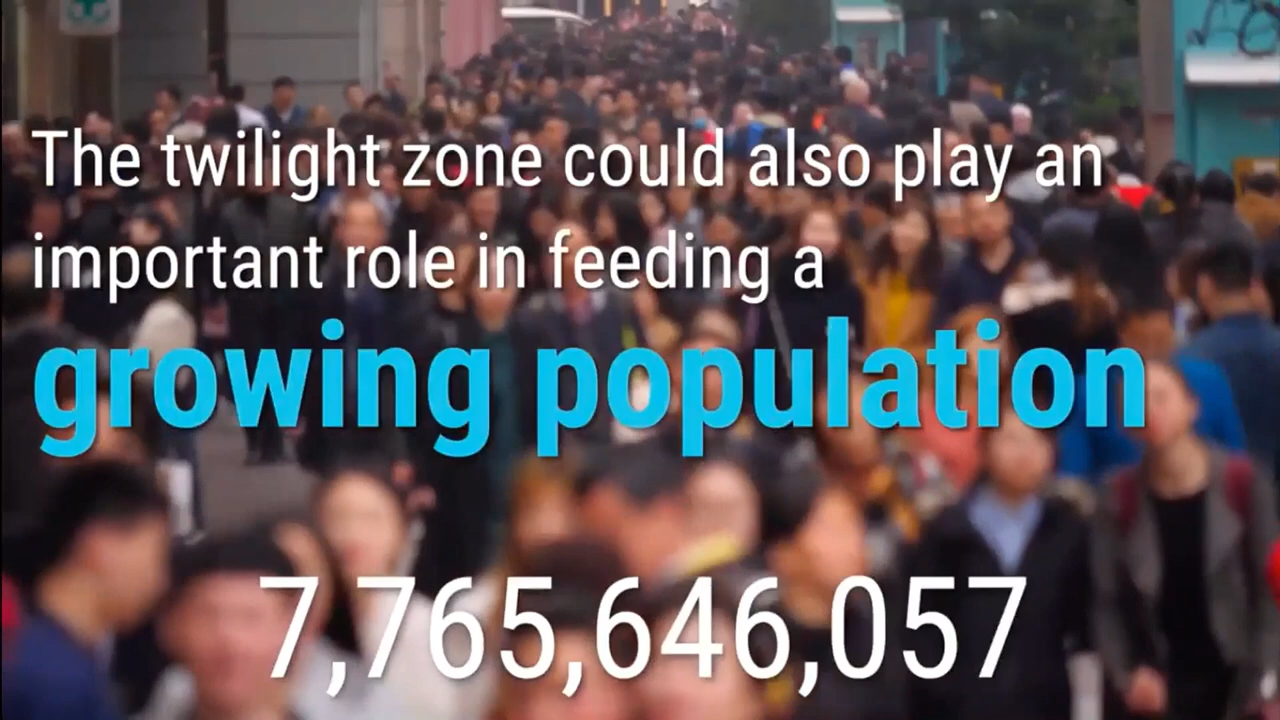 The twilight zone could also play an
important role in feeding a
growing population
7,765,646,057